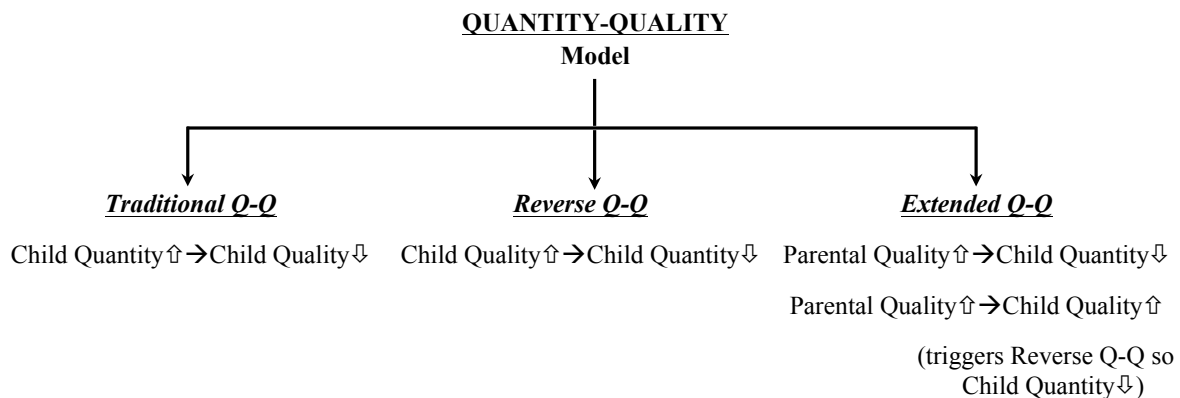 QUANTITY-QUALITY
Model
Traditional Q-Q
Reverse Q-Q
Extended Q-Q
Child Quantity⇧→Child Quality⇩
Child Quality⇧→Child Quantity⇩
Parental Quality⇧→Child Quantity⇩
Parental Quality⇧→Child Quality⇧
(triggers Reverse Q-Q so
Child Quantity⇩)